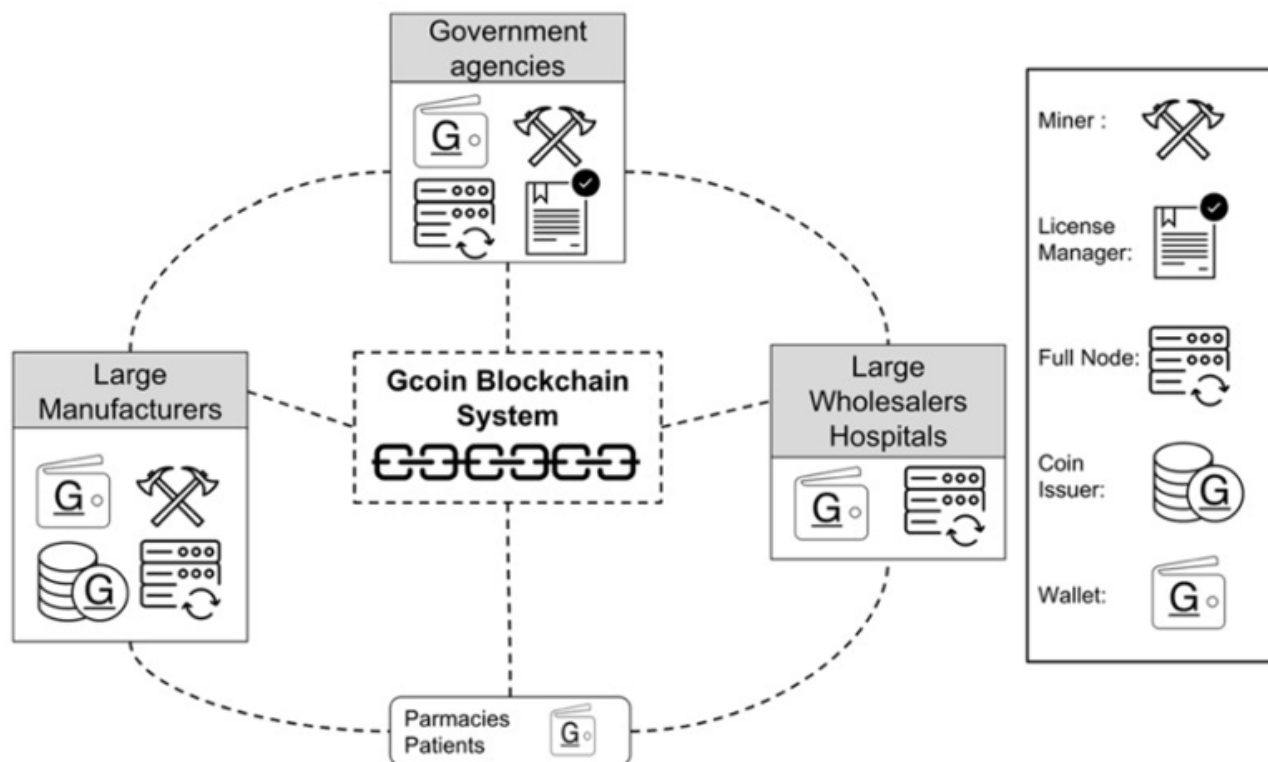 Government
agencies
G
Large
Manufacturers
G
G
Gcoin Blockchain
System
Large
Wholesalers
Hospitals
G
Parmacies
Patients
G
Miner :
License
Manager:
Full Node:
Coin
Issuer:
G
Wallet:
G